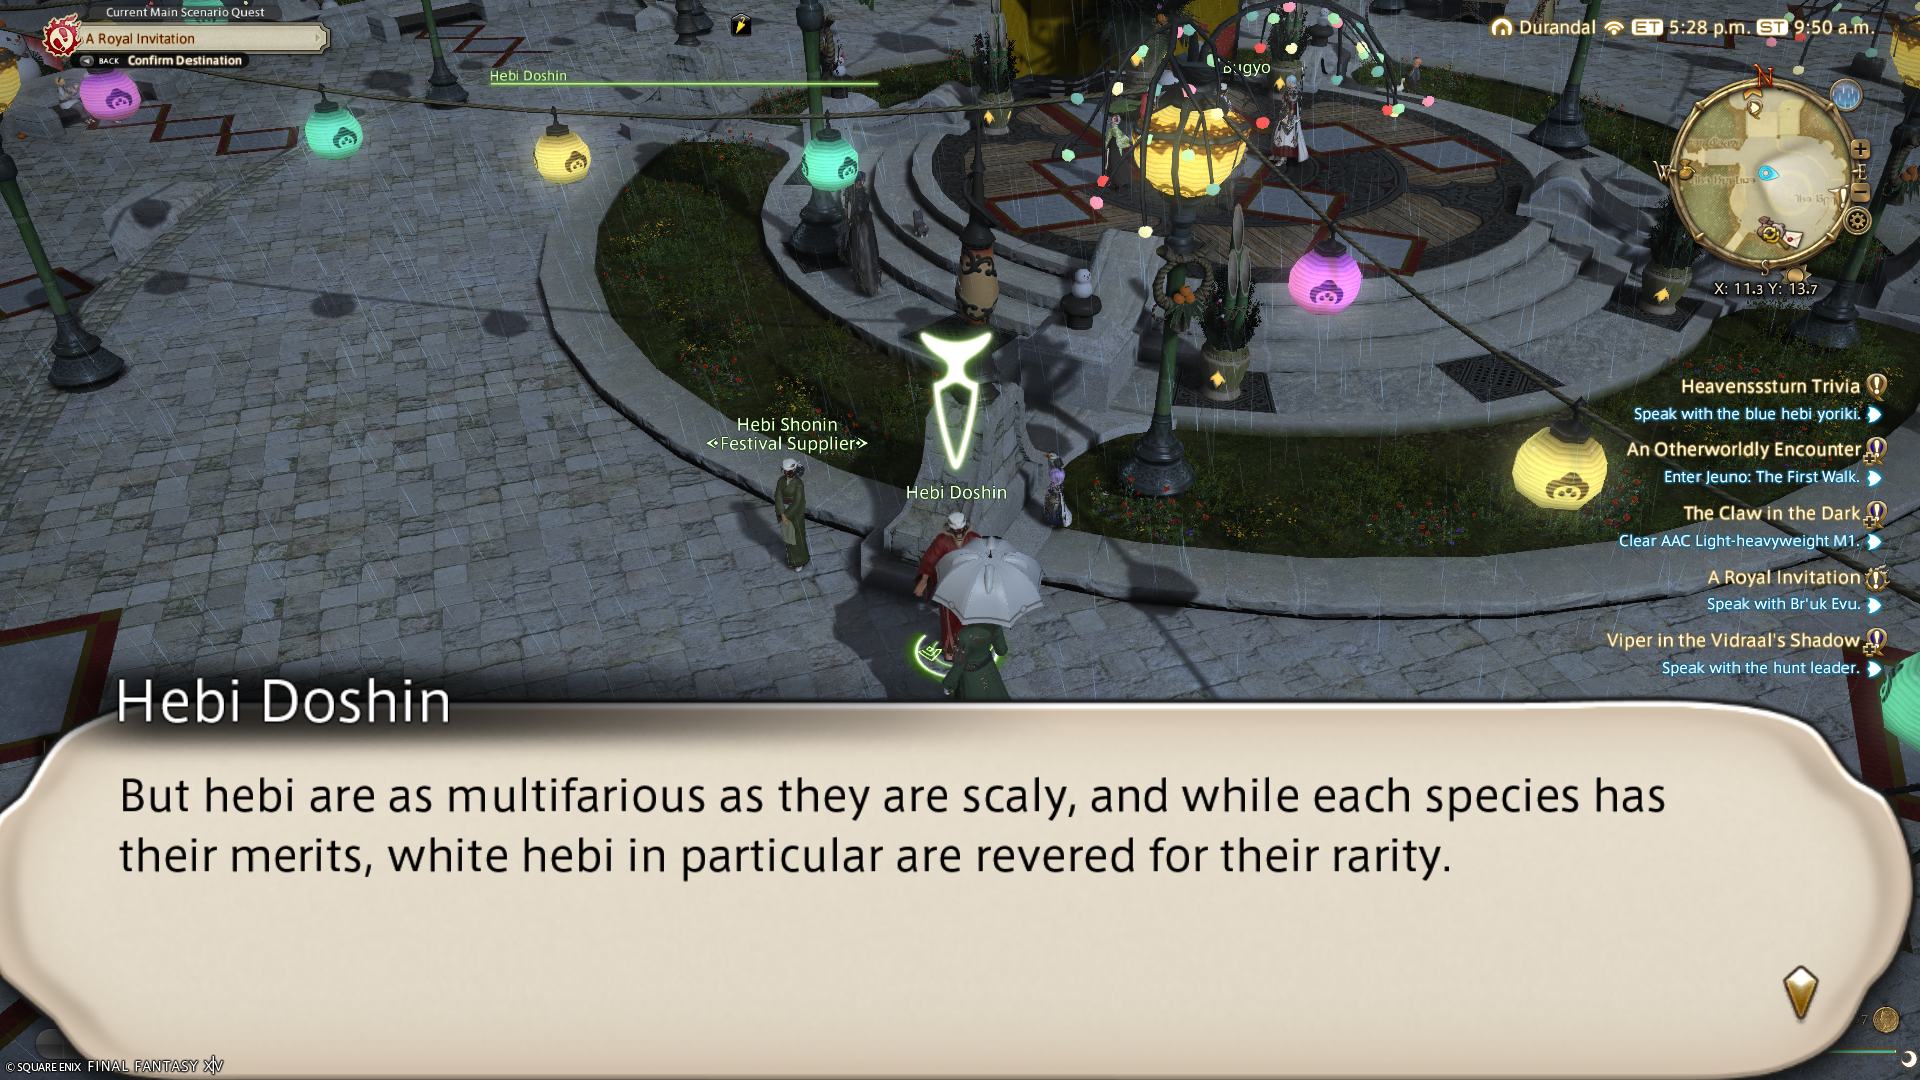 Current Main Scenario Quest
A Royal Invitation
BACK Confirm Destination
Hebi Doshin
Bugyo
Durandal ET 5:28 p.m. ST 9:50 a.m.
N
W
E
S
X: 11.3 Y: 13.7
Heavensssturn Trivia
Speak with the blue hebi yoriki.
An Otherworldly Encounter
Enter Jeuno: The First Walk.
The Claw in the Dark
Clear AAC Light-heavyweight M1.
A Royal Invitation
Speak with Br'uk Evu.
Viper in the Vidraal's Shadow
Speak with the hunt leader.
Hebi Shonin
<Festival Supplier>
Hebi Doshin
Hebi Doshin
But hebi are as multifarious as they are scaly, and while each species has
their merits, white hebi in particular are revered for their rarity.
7
© SQUARE ENIX FINAL FANTASY XIV